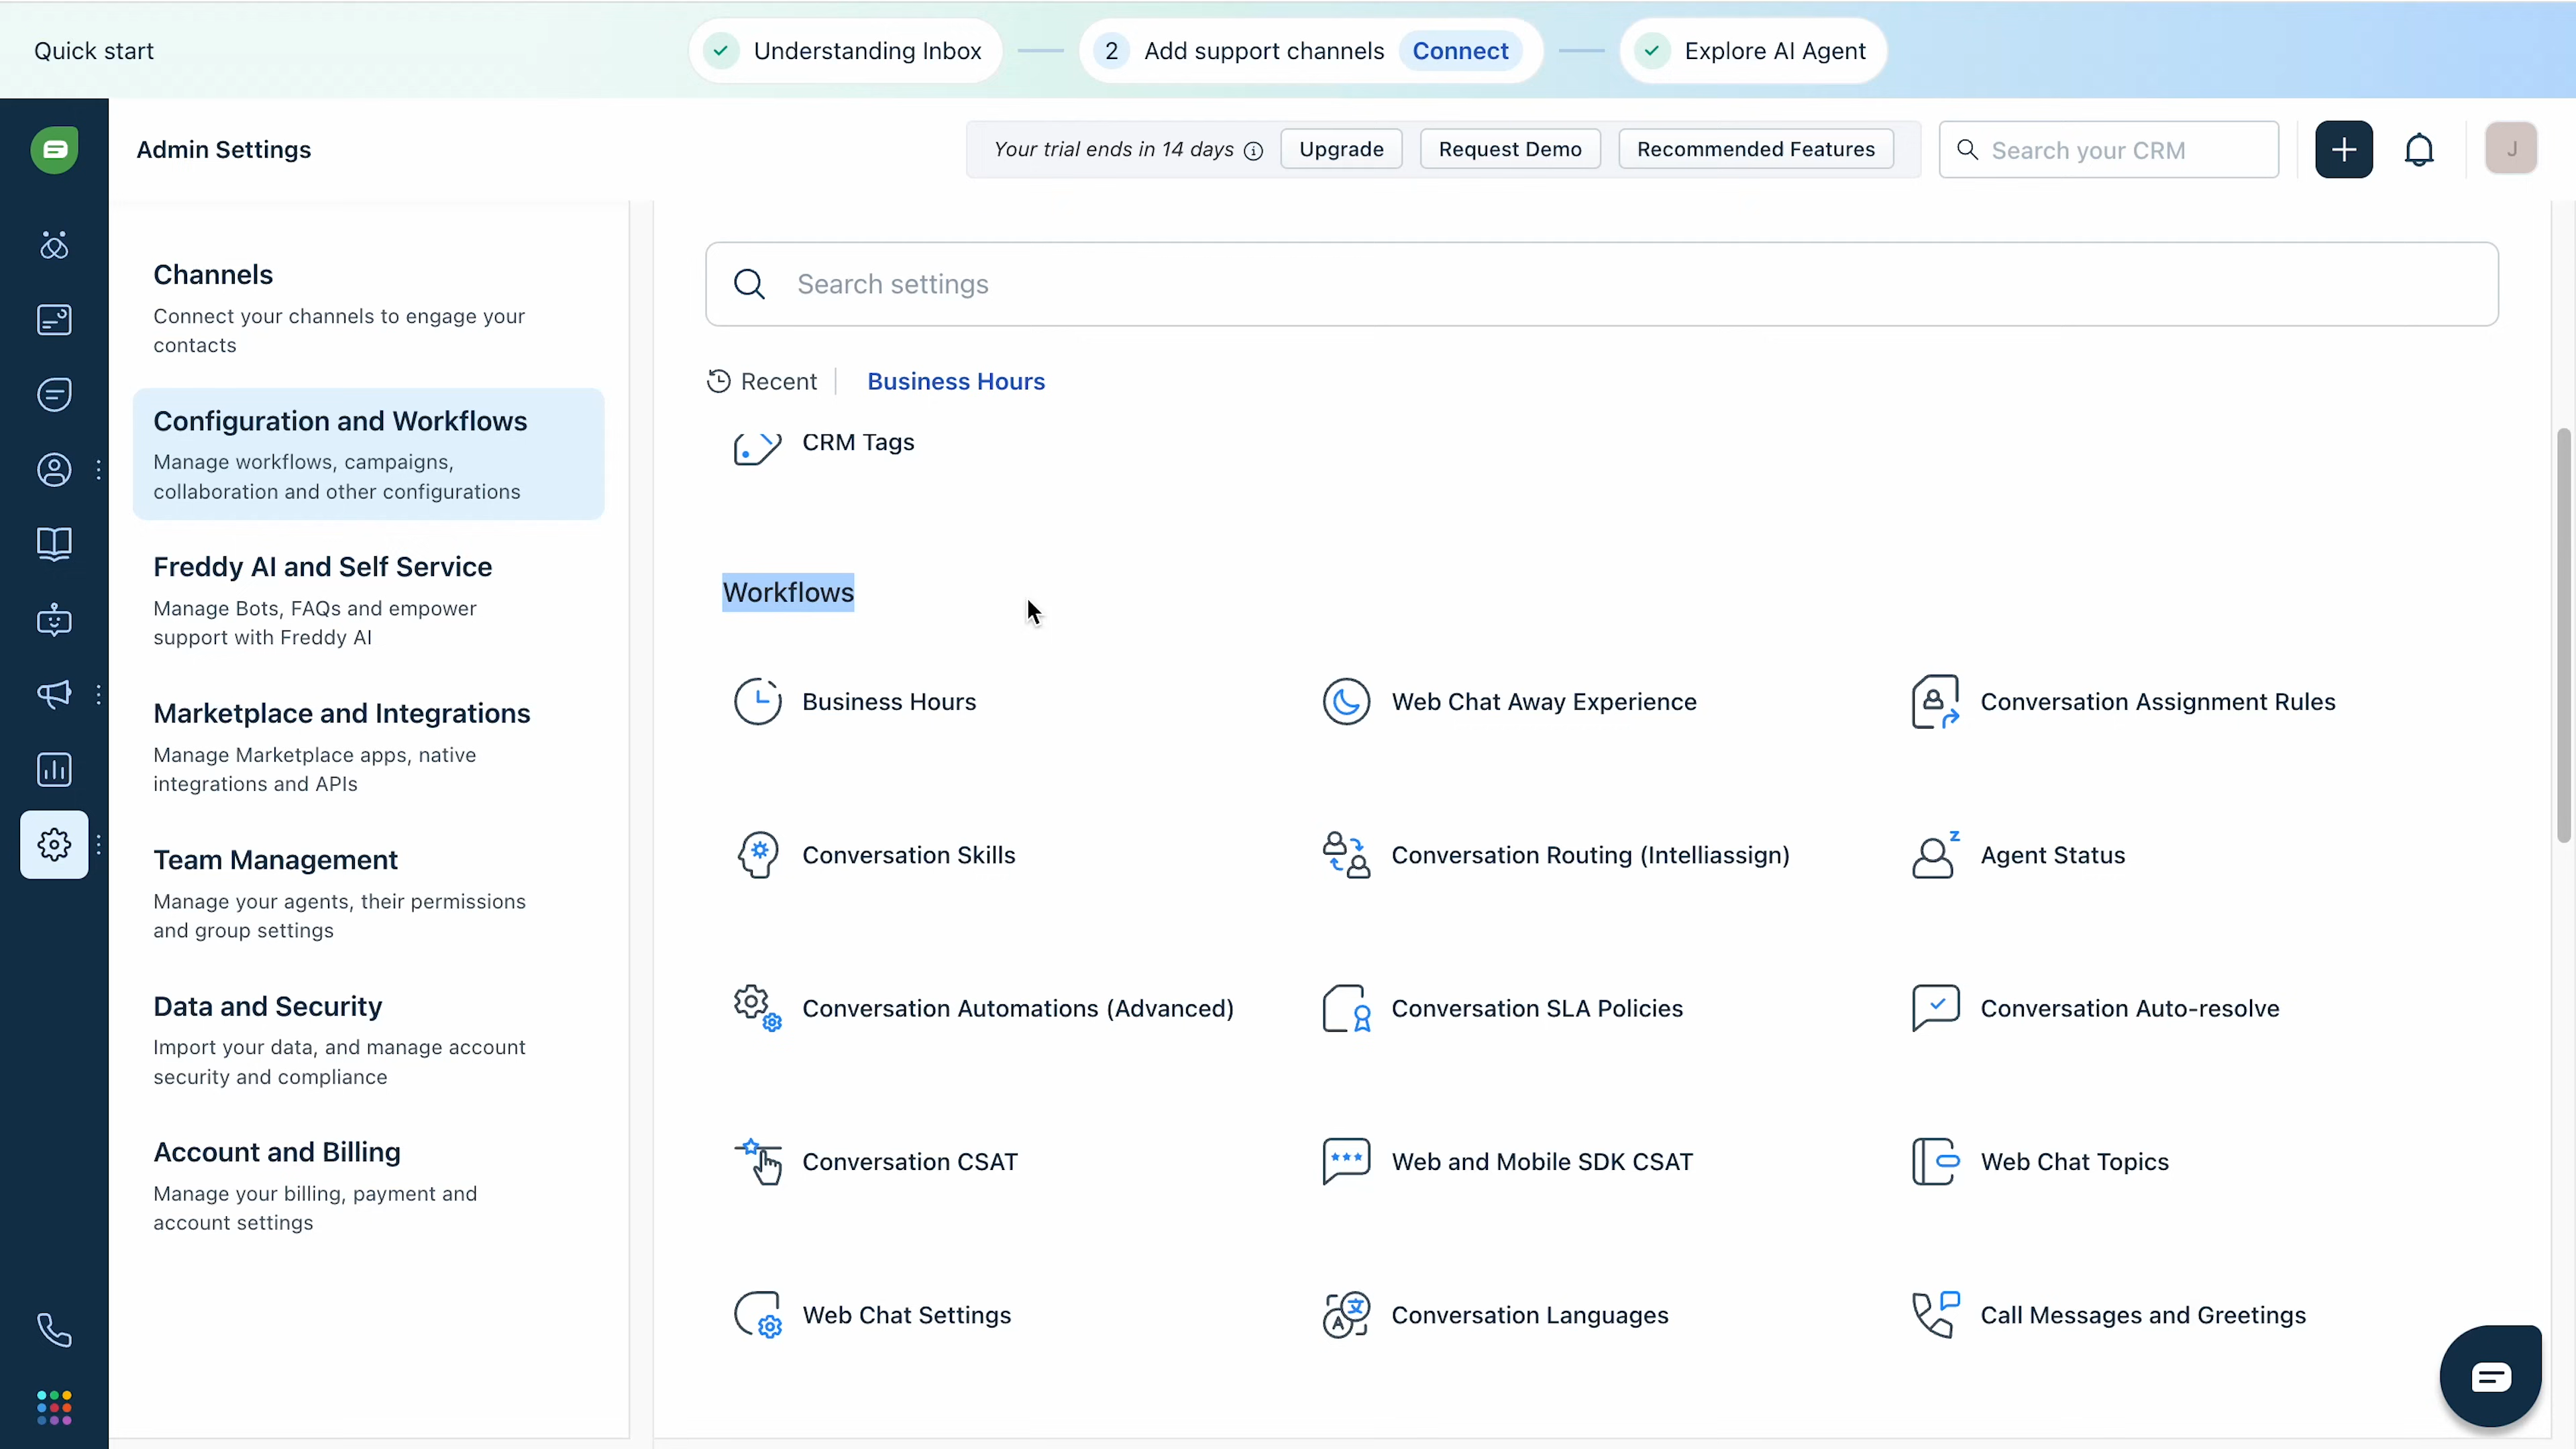 Quick start
Understanding Inbox
2 Add support channels Connect
Explore AI Agent
Admin Settings
Your trial ends in 14 days
Upgrade
Request Demo
Recommended Features
Search your CRM
J
Channels
Connect your channels to engage your
contacts
Configuration and Workflows
Manage workflows, campaigns,
collaboration and other configurations
Freddy AI and Self Service
Manage Bots, FAQs and empower
support with Freddy AI
Marketplace and Integrations
Manage Marketplace apps, native
integrations and APIs
Team Management
Manage your agents, their permissions
and group settings
Data and Security
Import your data, and manage account
security and compliance
Account and Billing
Manage your billing, payment and
account settings
Search settings
Recent
Business Hours
CRM Tags
Workflows
Business Hours
Web Chat Away Experience
Conversation Assignment Rules
Conversation Skills
Conversation Routing (Intelliassign)
Agent Status
Conversation Automations (Advanced)
Conversation SLA Policies
Conversation Auto-resolve
Conversation CSAT
Web and Mobile SDK CSAT
Web Chat Topics
Web Chat Settings
Conversation Languages
Call Messages and Greetings